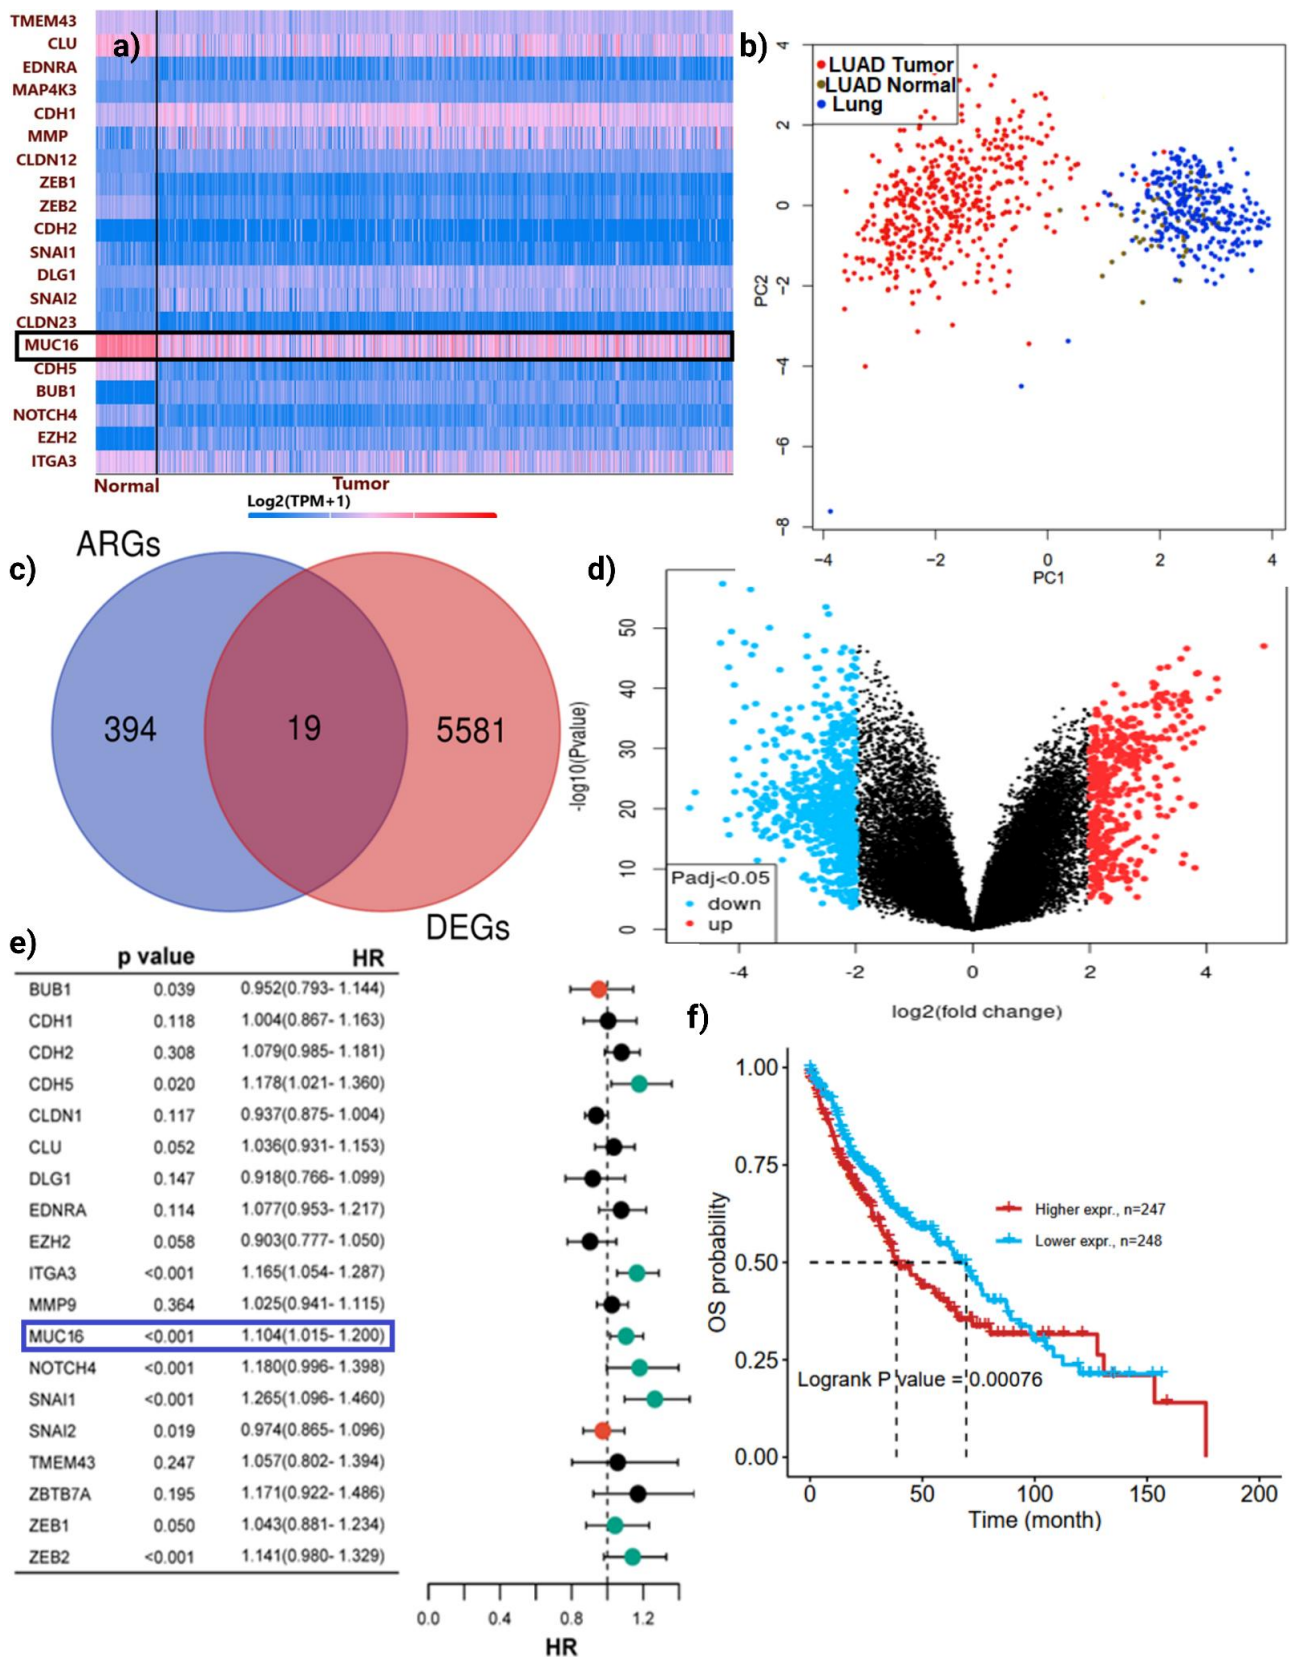 a)
TMEM43
CLU
EDNRA
MAP4K3
CDH1
MMP
CLDN12
ZEB1
ZEB2
CDH2
SNAI1
DLG1
SNAI2
CLDN23
MUC16
CDH5
BUB1
NOTCH4
EZH2
ITGA3
Normal
Tumor
Log2(TPM+1)
b)
LUAD Tumor
LUAD Normal
Lung
4
2
0
−2
−4
−6
−8
PC2
−4
−2
0
2
4
PC1
c)
ARGs
394
19
5581
DEGs
d)
-log10(Pvalue)
50
40
30
20
10
0
Padj<0.05
down
up
-4
-2
0
2
4
log2(fold change)
e)
p value HR
BUB1 0.039 0.952(0.793- 1.144)
CDH1 0.118 1.004(0.867- 1.163)
CDH2 0.308 1.079(0.985- 1.181)
CDH5 0.020 1.178(1.021- 1.360)
CLDN1 0.117 0.937(0.875- 1.004)
CLU 0.052 1.036(0.931- 1.153)
DLG1 0.147 0.918(0.766- 1.099)
EDNRA 0.114 1.077(0.953- 1.217)
EZH2 0.058 0.903(0.777- 1.050)
ITGA3 <0.001 1.165(1.054- 1.287)
MMP9 0.364 1.025(0.941- 1.115)
MUC16 <0.001 1.104(1.015- 1.200)
NOTCH4 <0.001 1.180(0.996- 1.398)
SNAI1 <0.001 1.265(1.096- 1.460)
SNAI2 0.019 0.974(0.865- 1.096)
TMEM43 0.247 1.057(0.802- 1.394)
ZBTB7A 0.195 1.171(0.922- 1.486)
ZEB1 0.050 1.043(0.881- 1.234)
ZEB2 <0.001 1.141(0.980- 1.329)
0.0 0.4 0.8 1.2
HR
f)
OS probability
1.00
0.75
0.50
0.25
0.00
Higher expr., n=247
Lower expr., n=248
Logrank P value = 0.00076
0 50 100 150 200
Time (month)